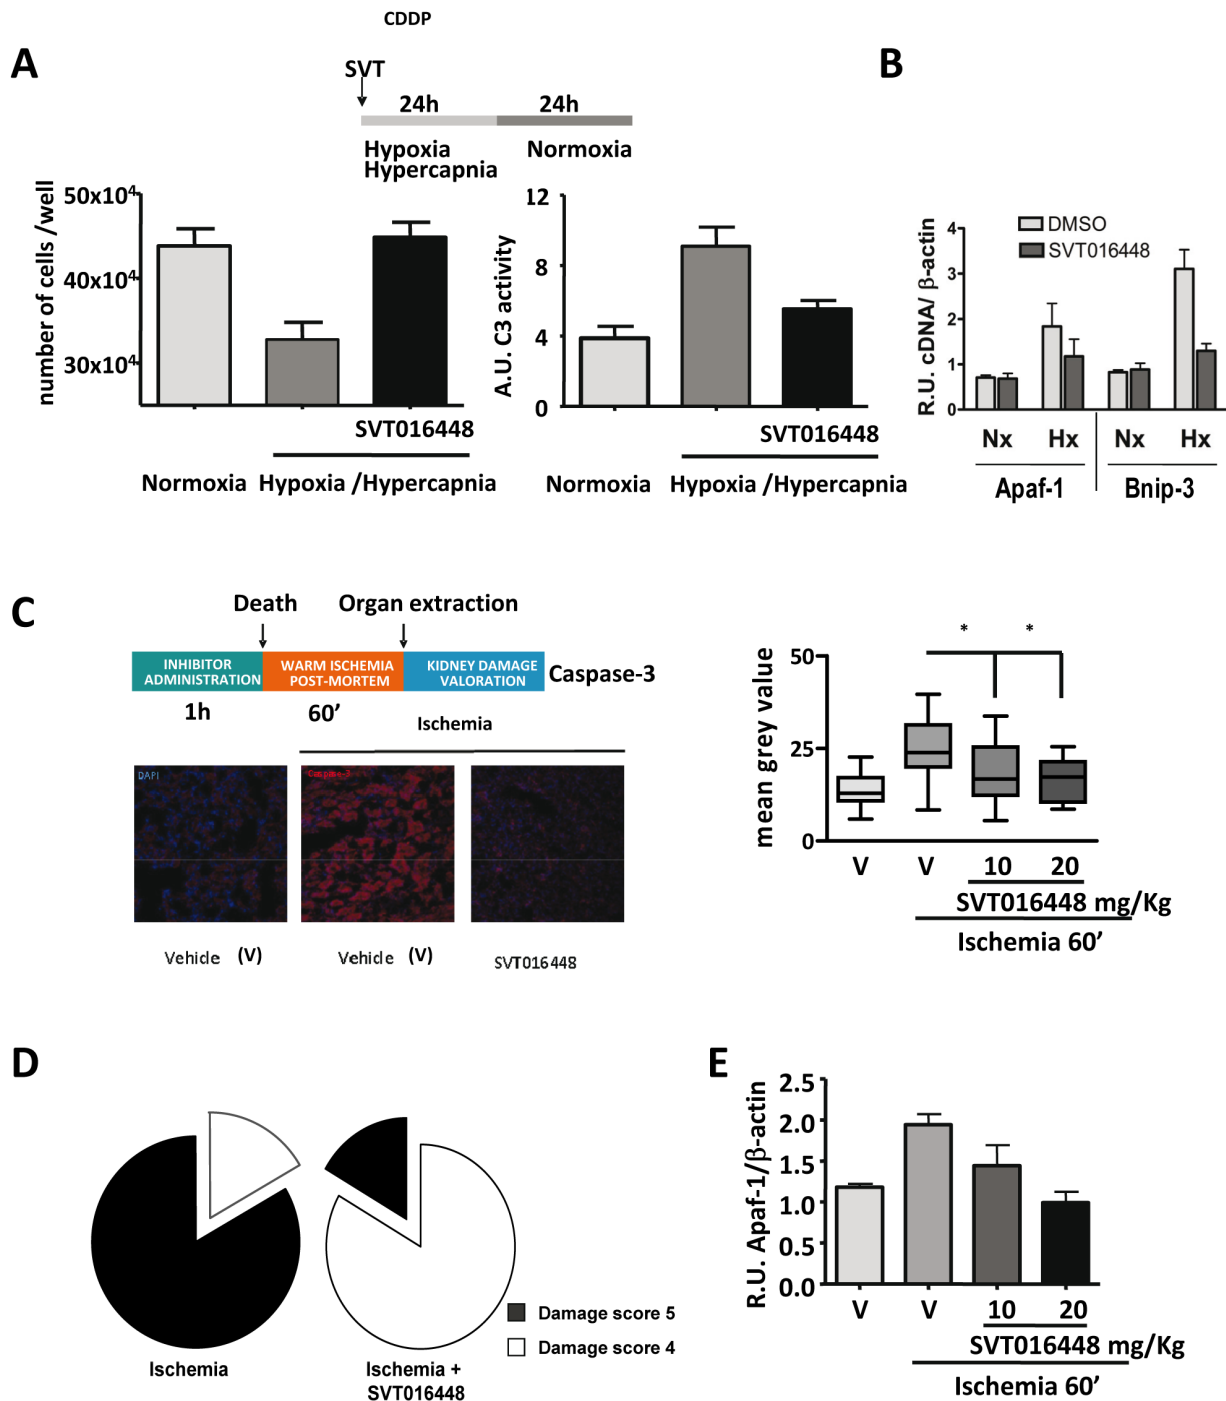 CDDP
A
SVT
24h 24h
Hypoxia
Hypercapnia
Normoxia
number of cells /well
50x10⁴
40x10⁴
30x10⁴
SVT016448
Normoxia Hypoxia /Hypercapnia
A.U. C3 activity
12
8
4
0
SVT016448
Normoxia Hypoxia /Hypercapnia
B
R.U. cDNA/ β-actin
4
3
2
1
0
DMSO
SVT016448
Nx Hx Nx Hx
Apaf-1 Bnip-3
C
Death Organ extraction
INHIBITOR
ADMINISTRATION
WARM ISCHEMIA
POST-MORTEM
KIDNEY DAMAGE
VALORATION
Caspase-3
1h 60’
Ischemia
DAPI
Caspase-3
Vehicle (V) Vehicle (V) SVT016448
mean grey value
50
25
0
* *
V V 10 20
SVT016448 mg/Kg
Ischemia 60’
D
Damage score 5
Damage score 4
Ischemia
Ischemia +
SVT016448
E
R.U. Apaf-1/β-actin
2.5
2.0
1.5
1.0
0.5
0.0
V V 10 20
SVT016448 mg/Kg
Ischemia 60’